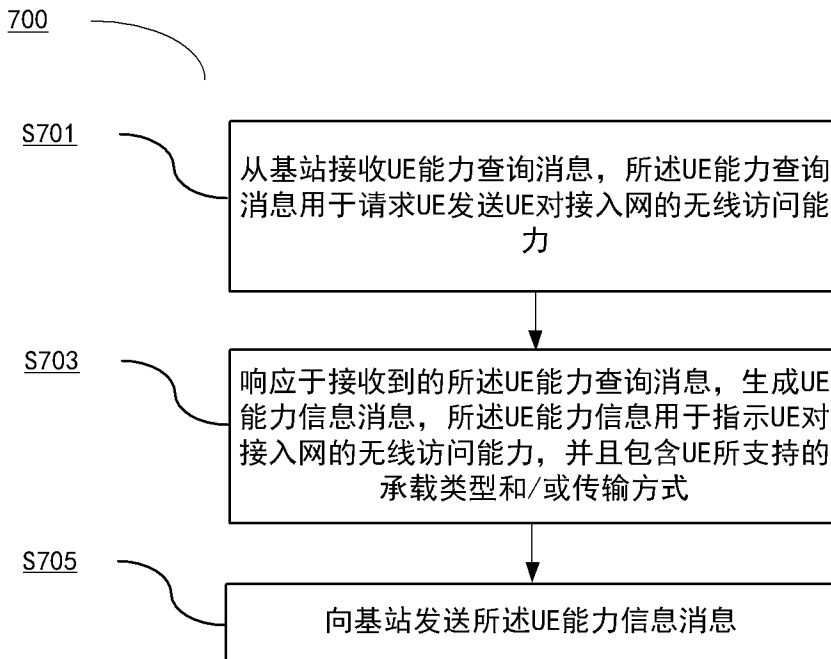 700
S701
从基站接收UE能力查询消息，所述UE能力查询
消息用于请求UE发送UE对接入网的无线访问能
力
S703
响应于接收到的所述UE能力查询消息，生成UE
能力信息消息，所述UE能力信息用于指示UE对
接入网的无线访问能力，并且包含UE所支持的
承载类型和/或传输方式
S705
向基站发送所述UE能力信息消息